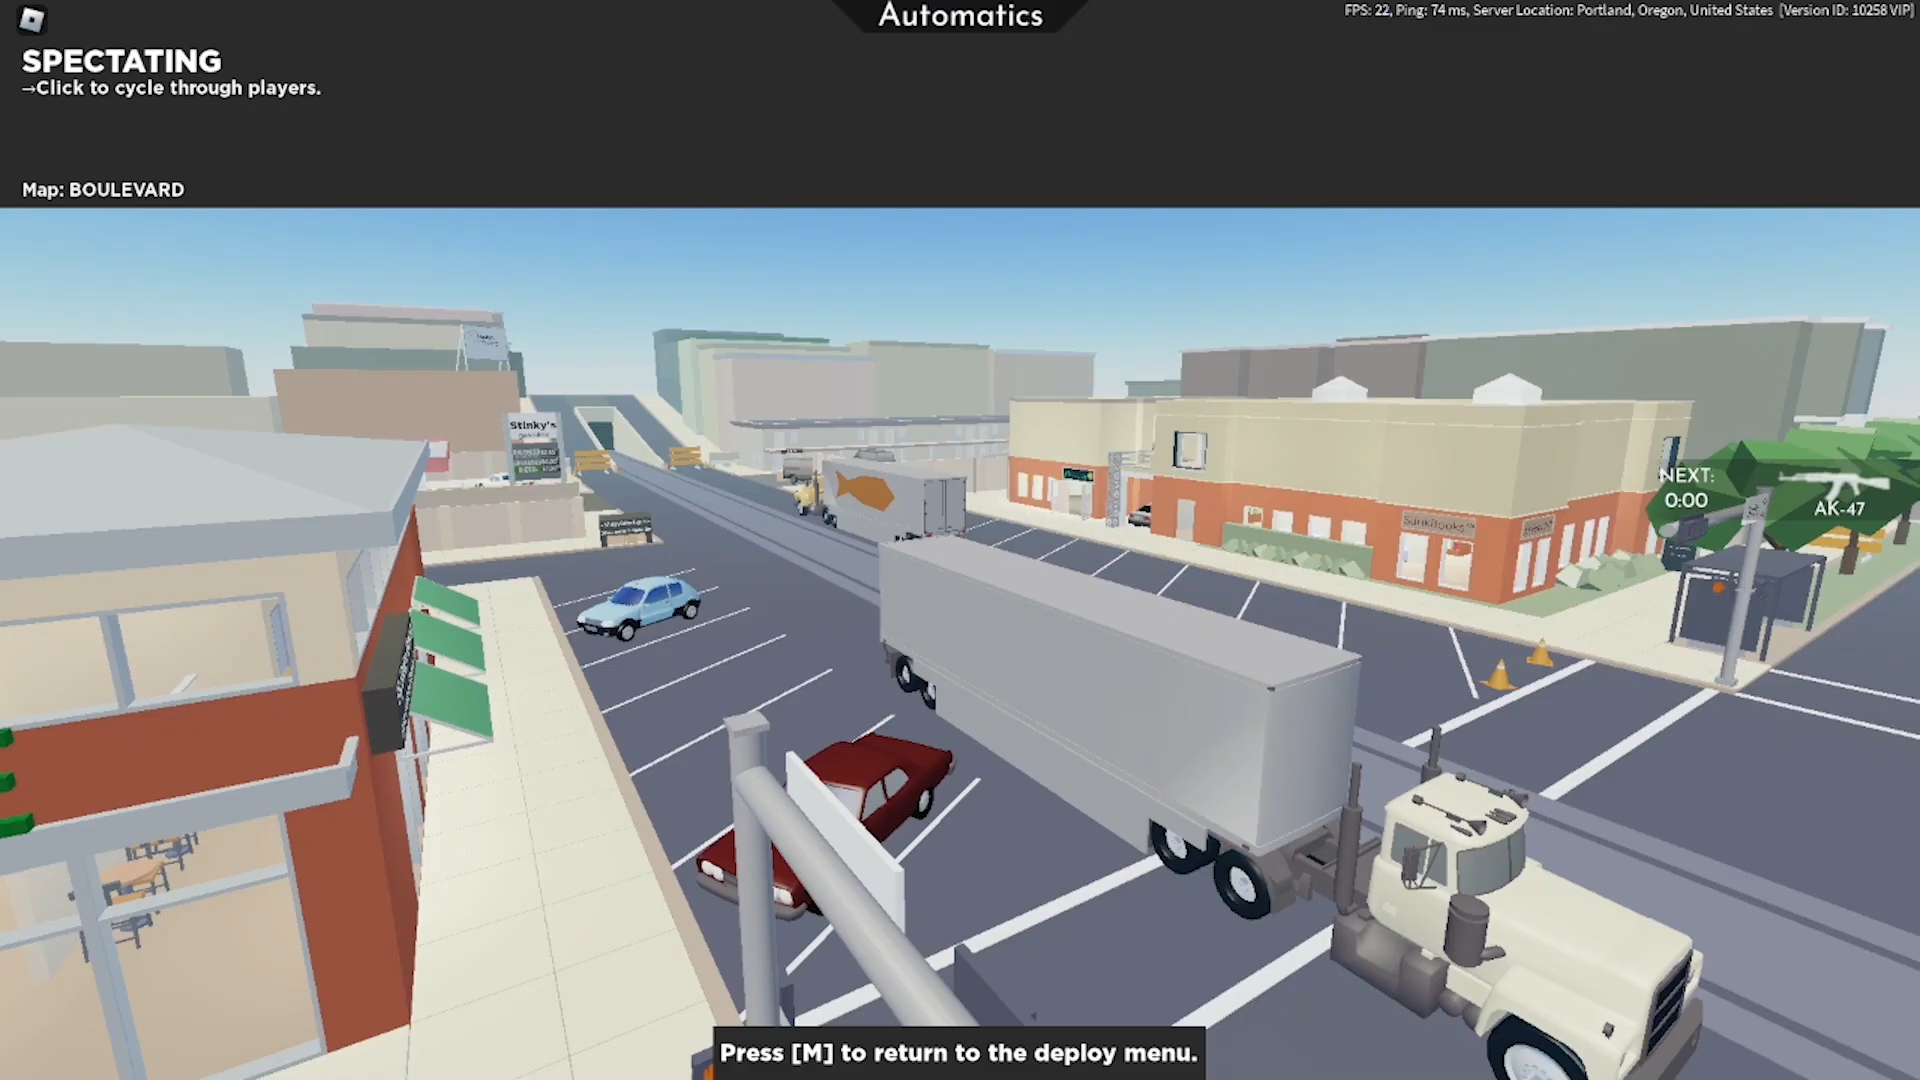 Automatics
FPS: 22, Ping: 74 ms, Server Location: Portland, Oregon, United States [Version ID: 10258 VIP]
SPECTATING
→Click to cycle through players.
Map: BOULEVARD
Stinky's
NEXT:
0:00
AK-47
Press [M] to return to the deploy menu.